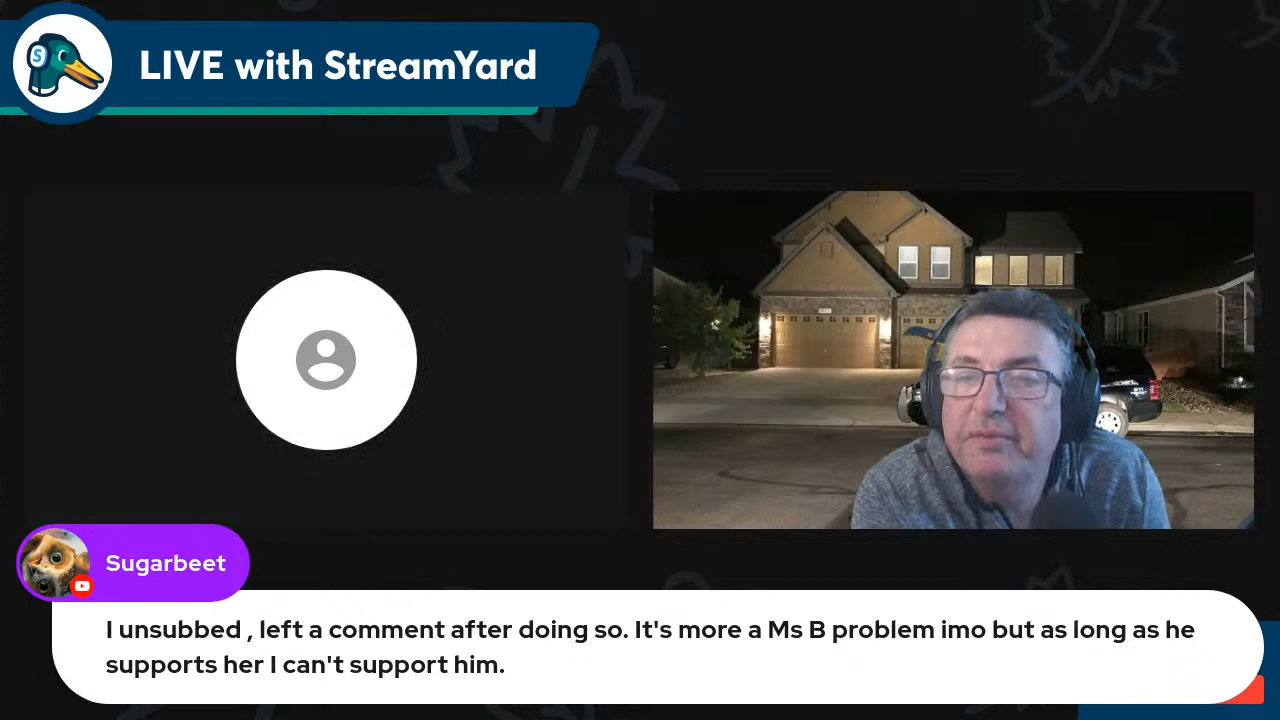 LIVE with StreamYard
Sugarbeet
I unsubbed , left a comment after doing so. It's more a Ms B problem imo but as long as he
supports her I can't support him.